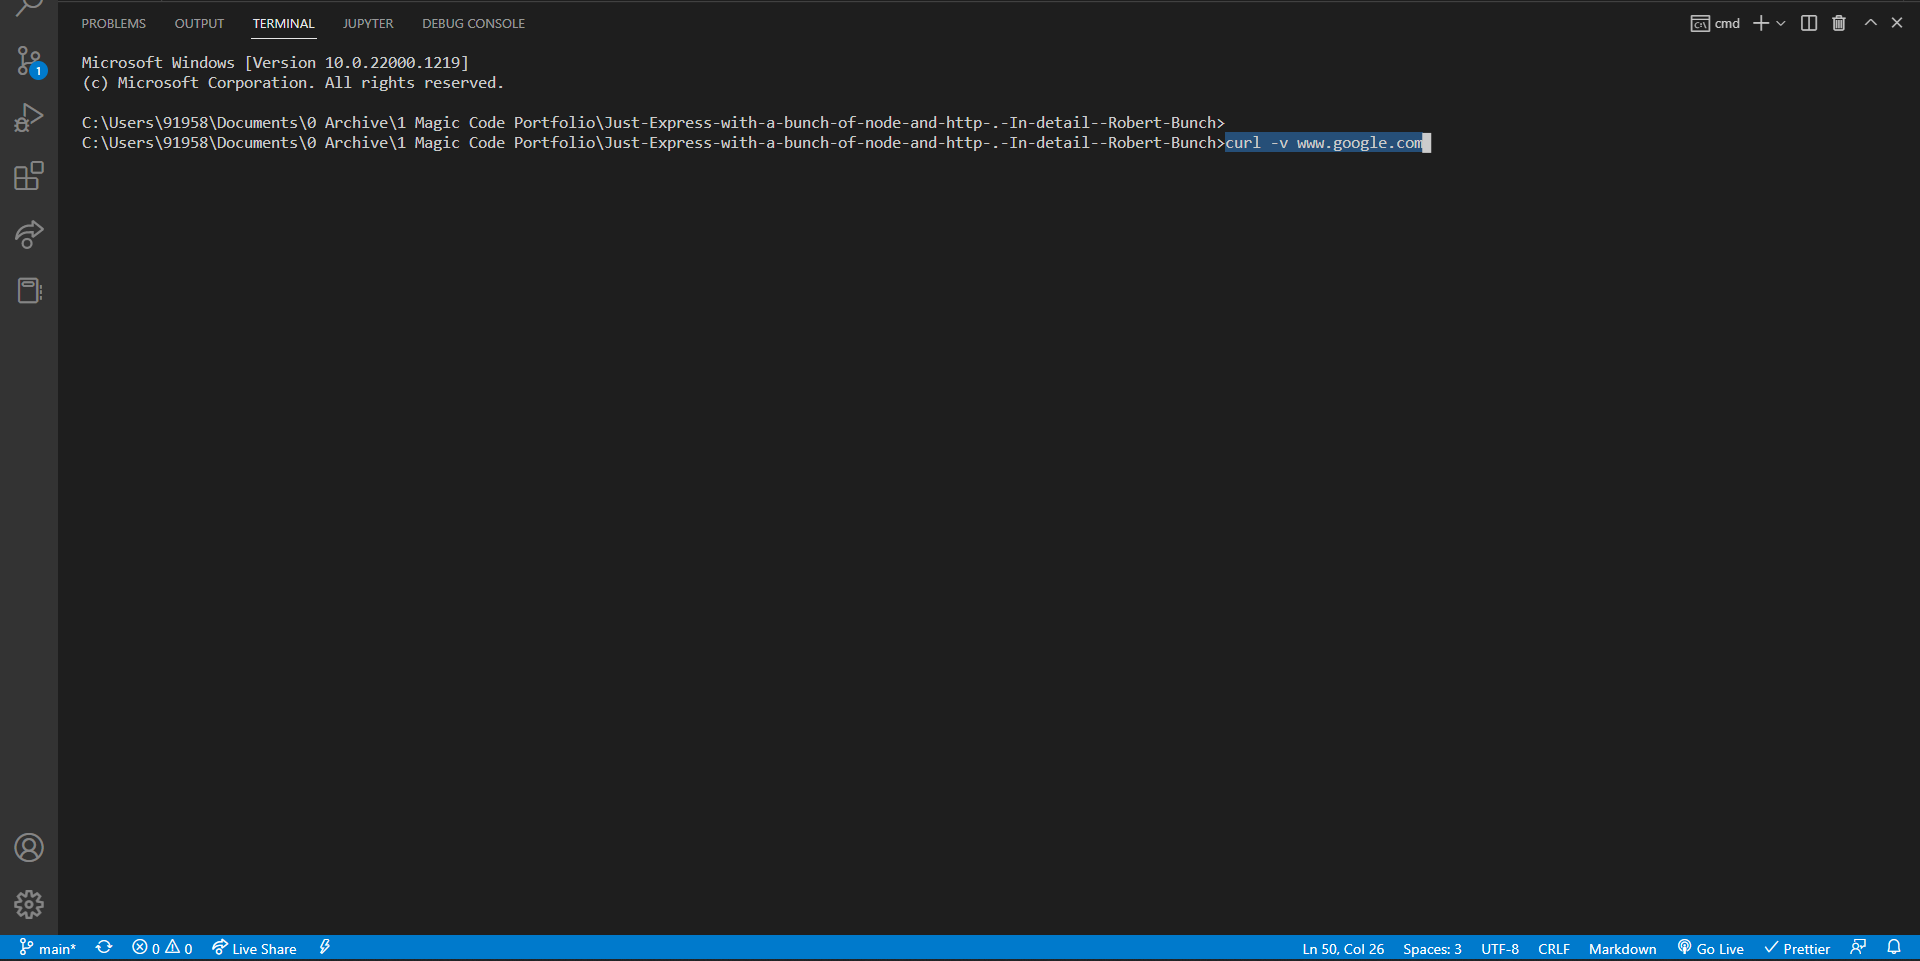 PROBLEMS OUTPUT TERMINAL JUPYTER DEBUG CONSOLE cmd
Microsoft Windows [Version 10.0.22000.1219]
(c) Microsoft Corporation. All rights reserved.
C:\Users\91958\Documents\0 Archive\1 Magic Code Portfolio\Just-Express-with-a-bunch-of-node-and-http-.-In-detail--Robert-Bunch>
C:\Users\91958\Documents\0 Archive\1 Magic Code Portfolio\Just-Express-with-a-bunch-of-node-and-http-.-In-detail--Robert-Bunch>curl -v www.google.com
1
main* 0 0 Live Share Ln 50, Col 26 Spaces: 3 UTF-8 CRLF Markdown Go Live Prettier